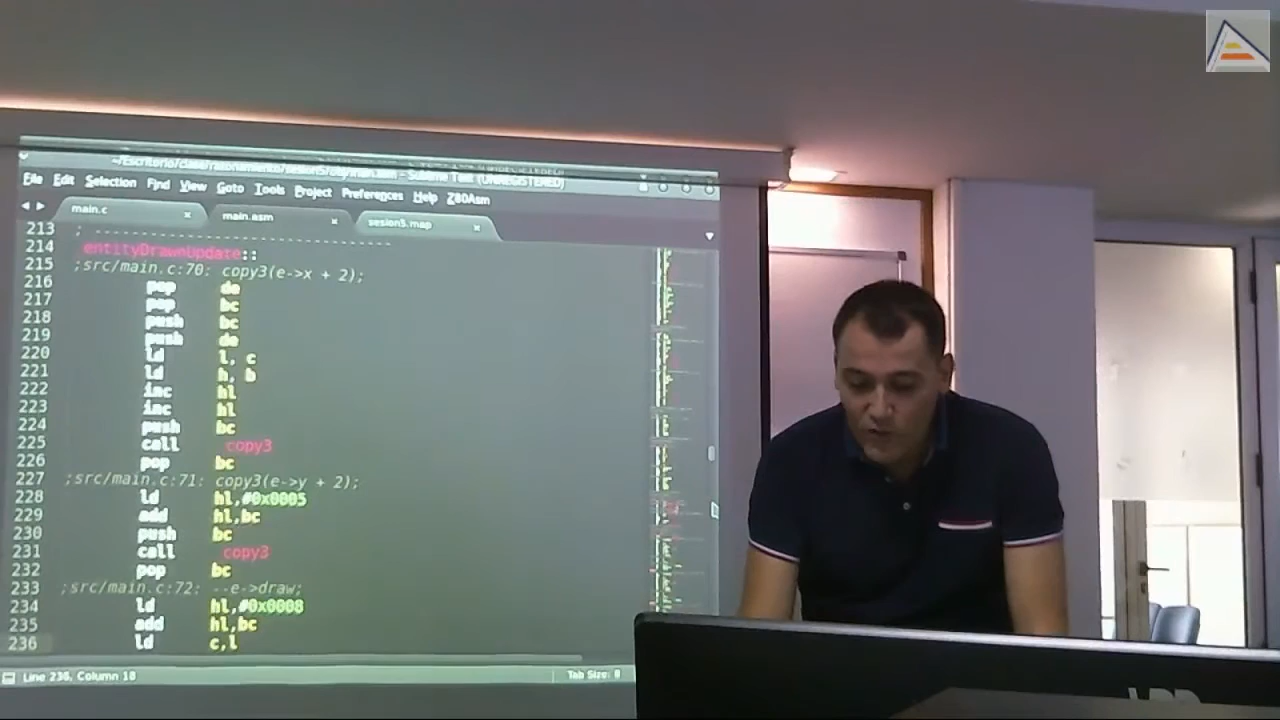 File Edit Selection Find View Goto Tools Project Preferences Help Z80Asm
main.c × main.asm × sesion5.map ×
213 ; -----------------------------------
214 entityDrawnUpdate::
215 ;src/main.c:70: copy3(e->x + 2);
216 pop de
217 pop bc
218 push bc
219 push de
220 ld l, c
221 ld h, b
222 inc hl
223 inc hl
224 push bc
225 call copy3
226 pop bc
227 ;src/main.c:71: copy3(e->y + 2);
228 ld hl,#0x0005
229 add hl,bc
230 push bc
231 call copy3
232 pop bc
233 ;src/main.c:72: --e->draw;
234 ld hl,#0x0008
235 add hl,bc
236 ld c,l
Line 236, Column 18 Tab Size: 8